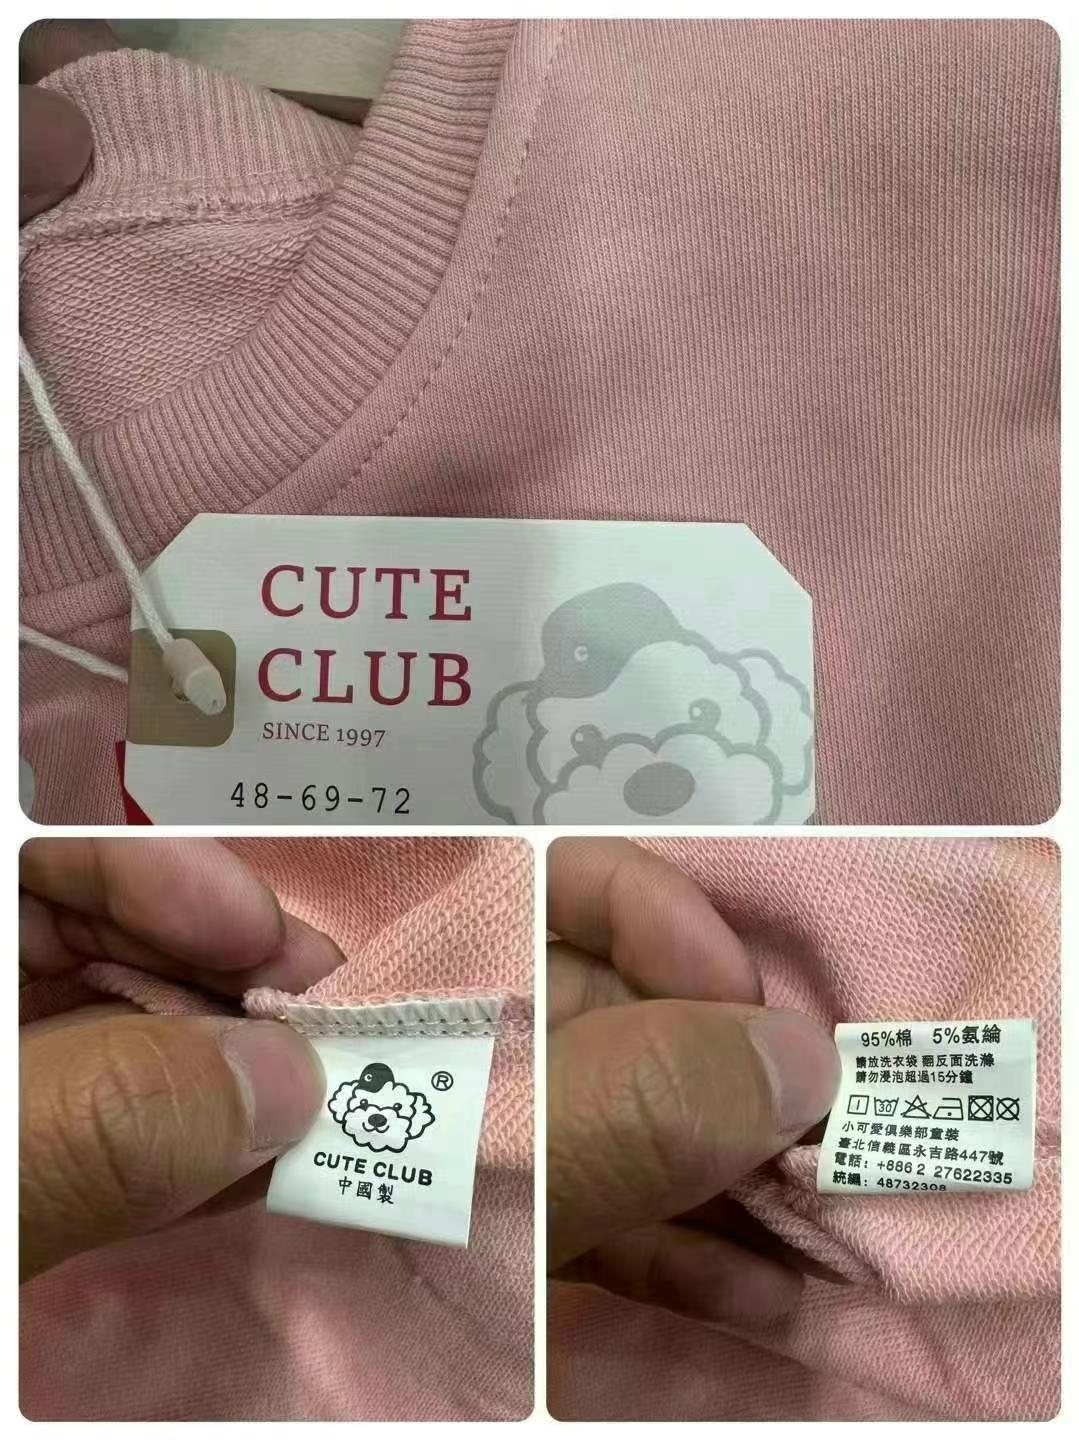 CUTE
CLUB
SINCE 1997
48-69-72
®
CUTE CLUB
中國製
95%棉 5%氨綸
請放洗衣袋 翻反面洗滌
請勿浸泡超過15分鐘
30
小可愛俱樂部童裝
臺北信義區永吉路447號
電話：+886 2 27622335
統編：48732308